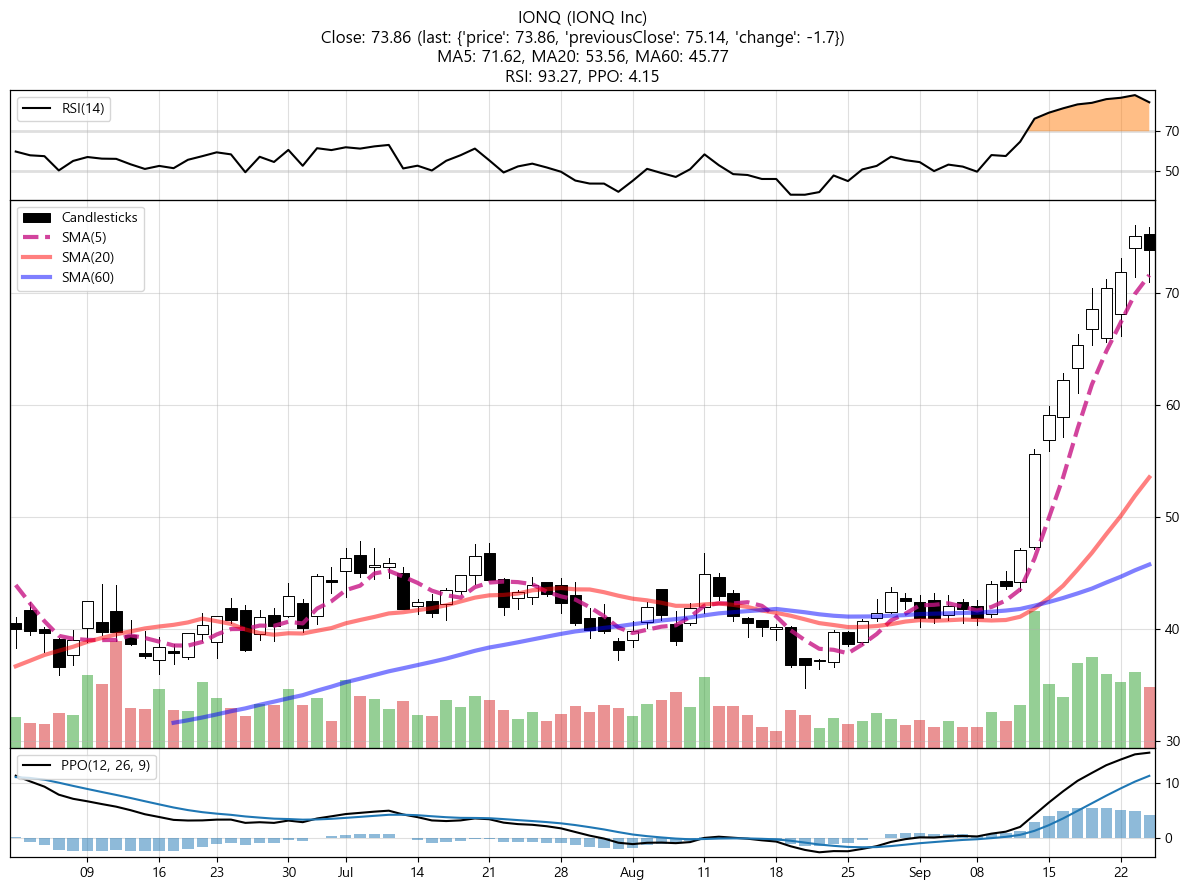 IONQ (IONQ Inc)
Close: 73.86 (last: {'price': 73.86, 'previousClose': 75.14, 'change': -1.7})
MA5: 71.62, MA20: 53.56, MA60: 45.77
RSI: 93.27, PPO: 4.15
RSI(14)
70
50
Candlesticks
SMA(5)
SMA(20)
SMA(60)
70
60
50
40
30
PPO(12, 26, 9)
10
0
09 16 23 30 Jul 14 21 28 Aug 11 18 25 Sep 08 15 22